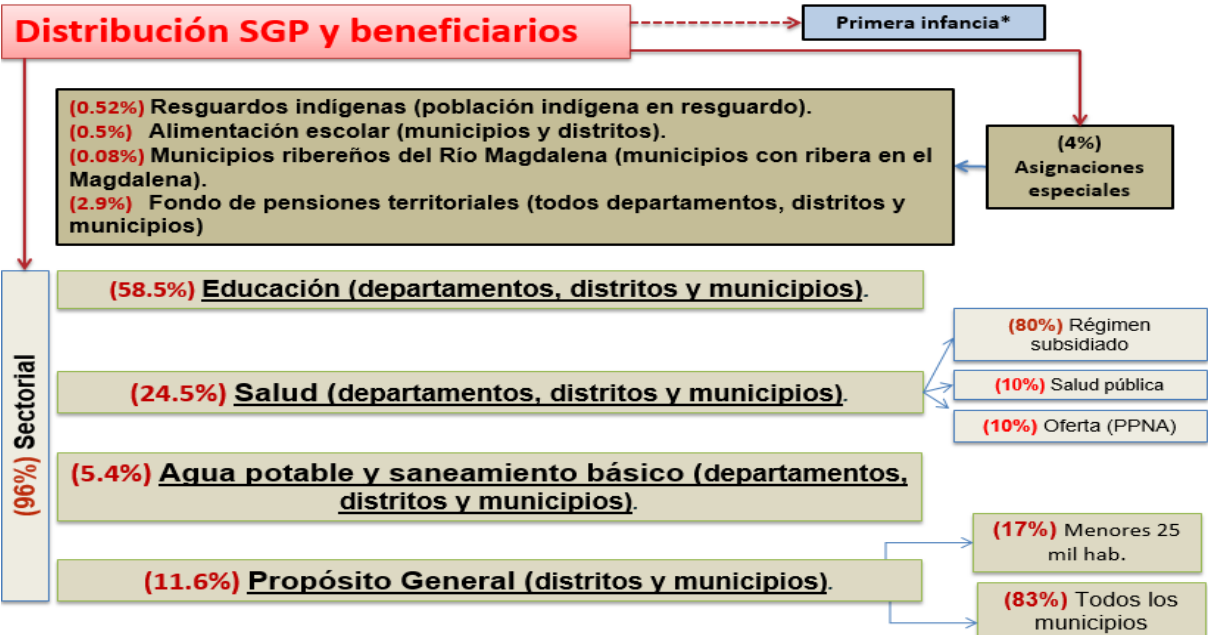 Distribución SGP y beneficiarios
Primera infancia*
(0.52%) Resguardos indígenas (población indígena en resguardo).
(0.5%) Alimentación escolar (municipios y distritos).
(0.08%) Municipios ribereños del Río Magdalena (municipios con ribera en el
Magdalena).
(2.9%) Fondo de pensiones territoriales (todos departamentos, distritos y
municipios)
(4%)
Asignaciones
especiales
(96%) Sectorial
(58.5%) Educación (departamentos, distritos y municipios).
(24.5%) Salud (departamentos, distritos y municipios).
(80%) Régimen
subsidiado
(10%) Salud pública
(10%) Oferta (PPNA)
(5.4%) Agua potable y saneamiento básico (departamentos,
distritos y municipios).
(11.6%) Propósito General (distritos y municipios).
(17%) Menores 25
mil hab.
(83%) Todos los
municipios